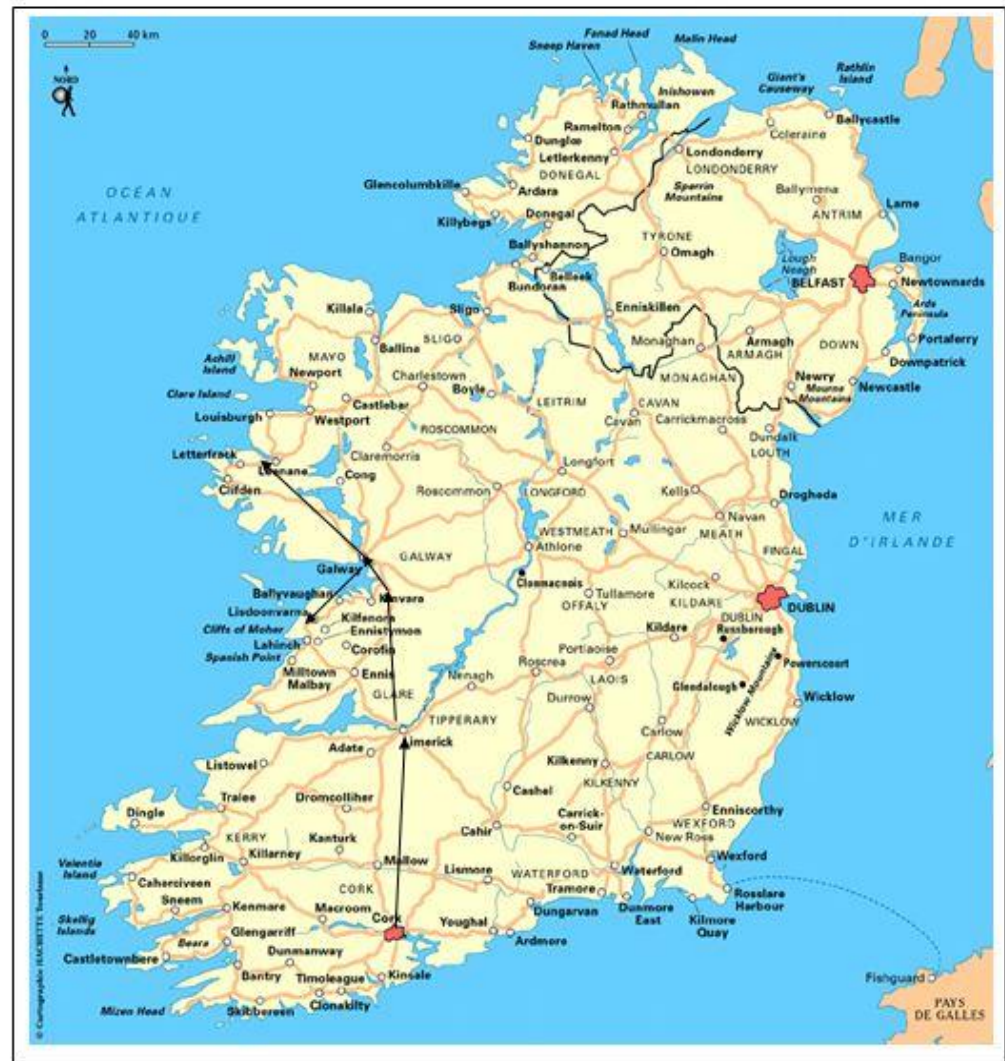 0 20 40 km
NORD
Sneep Haven
Fanad Head
Malin Head
Inishowen
Giant's
Causeway
Rathlin
Island
Rathmullan
Ramelton
Ballycastle
Coleraine
Dungloe
Letterkenny
DONEGAL
Londonderry
LONDONDERRY
Glencolumbkille
Ardara
Sperrin
Mountains
Ballymena
ANTRIM
Larne
OCÉAN
ATLANTIQUE
Killybegs
Donegal
TYRONE
Omagh
Ballyshannon
Belleek
Bundoran
Lough
Neagh
BELFAST
Bangor
Newtownards
Ards
Peninsula
Killala
Sligo
SLIGO
Enniskillen
Monaghan
Armagh
ARMAGH
DOWN
Portaferry
Downpatrick
Ballina
Achill
Island
MAYO
Newport
Charlestown
MONAGHAN
Newry
Mourne
Mountains
Newcastle
Clare Island
Castlebar
Boyle
LEITRIM
CAVAN
Cavan
Carrickmacross
Louisburgh
Westport
ROSCOMMON
Dundalk
LOUTH
Letterfrack
Leenane
Claremorris
Cong
Longfort
Clifden
Roscommon
LONGFORD
Kells
Drogheda
Navan
MEATH
MER
D'IRLANDE
WESTMEATH
Mullingar
Athlone
FINGAL
Galway
GALWAY
Clonmacnois
Kilcock
Ballyvaughan
Kinvara
Tullamore
OFFALY
KILDARE
DUBLIN
DUBLIN
Lisdoonvarna
Kilfenora
Cliffs of Moher
Ennistymon
Kildare
Russborough
Lahinch
Corofin
Spanish Point
Portlaoise
Powerscourt
Milltown
Malbay
Ennis
Roscrea
LAOIS
Glendalough
Wicklow Mountains
GLARE
Nenagh
Durrow
Wicklow
WICKLOW
TIPPERARY
Carlow
Limerick
Adate
CARLOW
Listowel
Kilkenny
KILKENNY
Cashel
Tralee
Dromcolliher
Enniscorthy
Dingle
Carrick-
on-Suir
WEXFORD
KERRY
Kanturk
Cahir
New Ross
Killorglin
Killarney
Mallow
Wexford
Valentia
Island
Lismore
WATERFORD
Waterford
Caherciveen
CORK
Tramore
Rosslare
Harbour
Sneem
Kenmare
Macroom
Cork
Youghal
Dungarvan
Dunmore
East
Kilmore
Quay
Skellig
Islands
Glengarriff
Ardmore
Beara
Dunmanway
Castletownbere
Bantry
Timoleague
Kinsale
Fishguard
Clonakilty
Mizen Head
Skibbereen
PAYS
DE GALLES
© Cartographie HACHETTE Tourisme